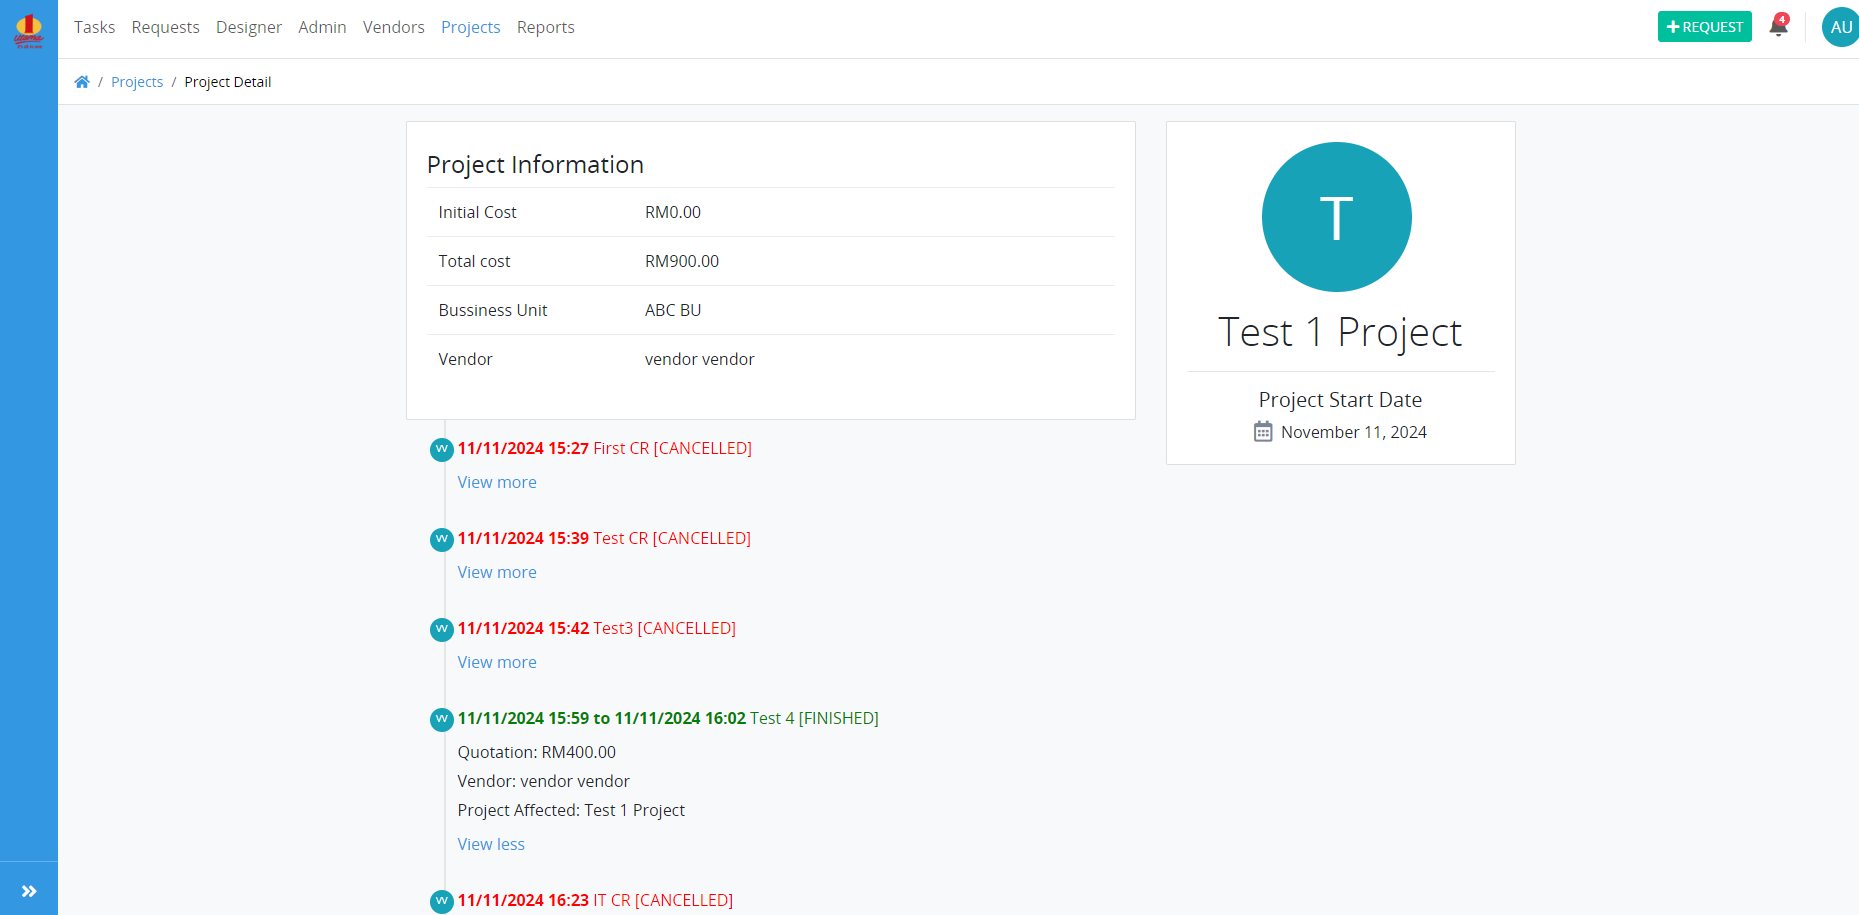 Tasks Requests Designer Admin Vendors Projects Reports
REQUEST
4
AU
/ Projects / Project Detail
Project Information
Initial Cost RM0.00
Total cost RM900.00
Bussiness Unit ABC BU
Vendor vendor vendor
T
Test 1 Project
Project Start Date
November 11, 2024
VV 11/11/2024 15:27 First CR [CANCELLED]
View more
VV 11/11/2024 15:39 Test CR [CANCELLED]
View more
VV 11/11/2024 15:42 Test3 [CANCELLED]
View more
VV 11/11/2024 15:59 to 11/11/2024 16:02 Test 4 [FINISHED]
Quotation: RM400.00
Vendor: vendor vendor
Project Affected: Test 1 Project
View less
VV 11/11/2024 16:23 IT CR [CANCELLED]